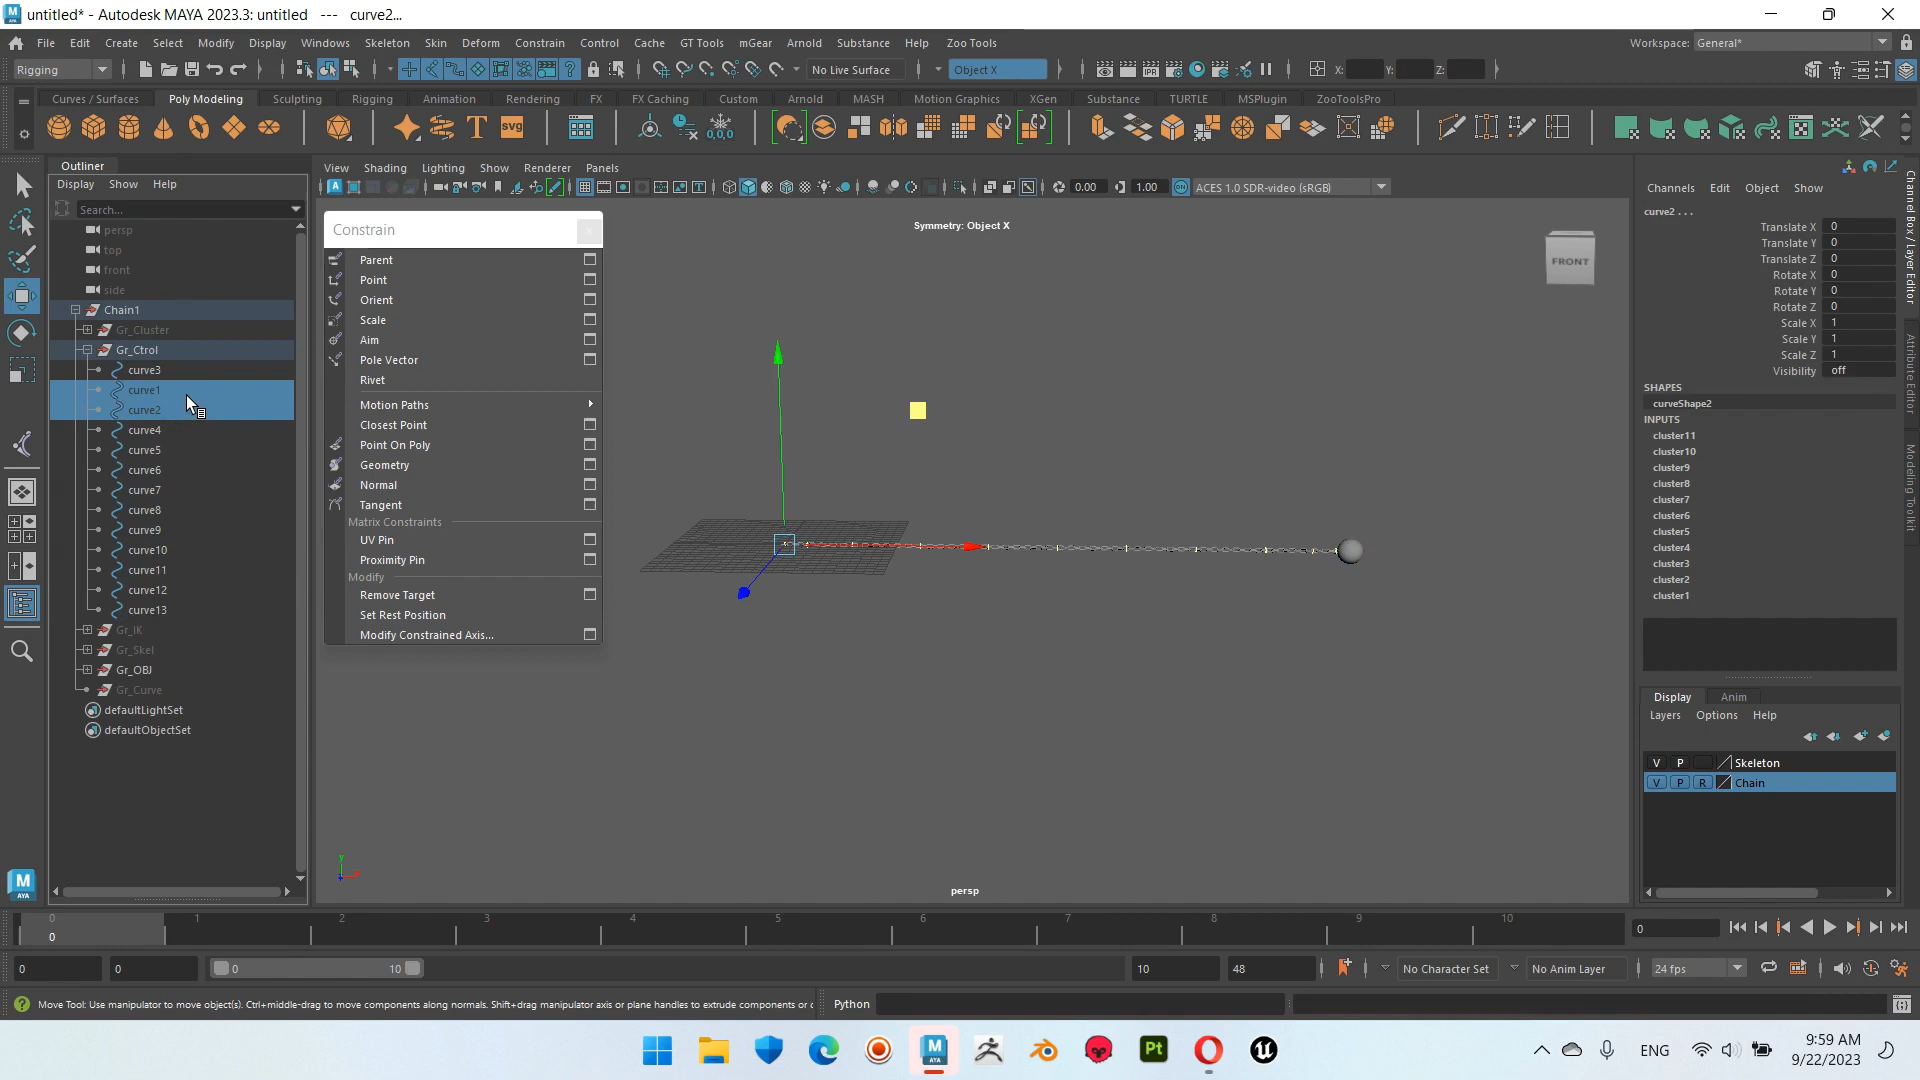 untitled* - Autodesk MAYA 2023.3: untitled --- curve2...
File Edit Create Select Modify Display Windows Skeleton Skin Deform Constrain Control Cache GT Tools mGear Arnold Substance Help Zoo Tools Workspace: General*
Rigging No Live Surface Object X X: Y: Z:
Curves / Surfaces Poly Modeling Sculpting Rigging Animation Rendering FX FX Caching Custom Arnold MASH Motion Graphics XGen Substance TURTLE MSPlugin ZooToolsPro
Outliner
Display Show Help
Search...
persp
top
front
side
Chain1
Gr_Cluster
Gr_Ctrol
curve3
curve1
curve2
curve4
curve5
curve6
curve7
curve8
curve9
curve10
curve11
curve12
curve13
Gr_IK
Gr_Skel
Gr_OBJ
Gr_Curve
defaultLightSet
defaultObjectSet
View Shading Lighting Show Renderer Panels
0.00 1.00 ACES 1.0 SDR-video (sRGB)
Symmetry: Object X
FRONT
Constrain
Parent
Point
Orient
Scale
Aim
Pole Vector
Rivet
Motion Paths
Closest Point
Point On Poly
Geometry
Normal
Tangent
Matrix Constraints
UV Pin
Proximity Pin
Modify
Remove Target
Set Rest Position
Modify Constrained Axis...
persp
Channels Edit Object Show
curve2 . . .
Translate X 0
Translate Y 0
Translate Z 0
Rotate X 0
Rotate Y 0
Rotate Z 0
Scale X 1
Scale Y 1
Scale Z 1
Visibility off
SHAPES
curveShape2
INPUTS
cluster11
cluster10
cluster9
cluster8
cluster7
cluster6
cluster5
cluster4
cluster3
cluster2
cluster1
Channel Box / Layer Editor
Attribute Editor
Modeling Toolkit
Display Anim
Layers Options Help
V P Skeleton
V P R Chain
0 1 2 3 4 5 6 7 8 9 10
0 0
0 0 0 10 10 48 No Character Set No Anim Layer 24 fps
Move Tool: Use manipulator to move object(s). Ctrl+middle-drag to move components along normals. Shift+drag manipulator axis or plane handles to extrude components or c Python
ENG 9:59 AM
9/22/2023